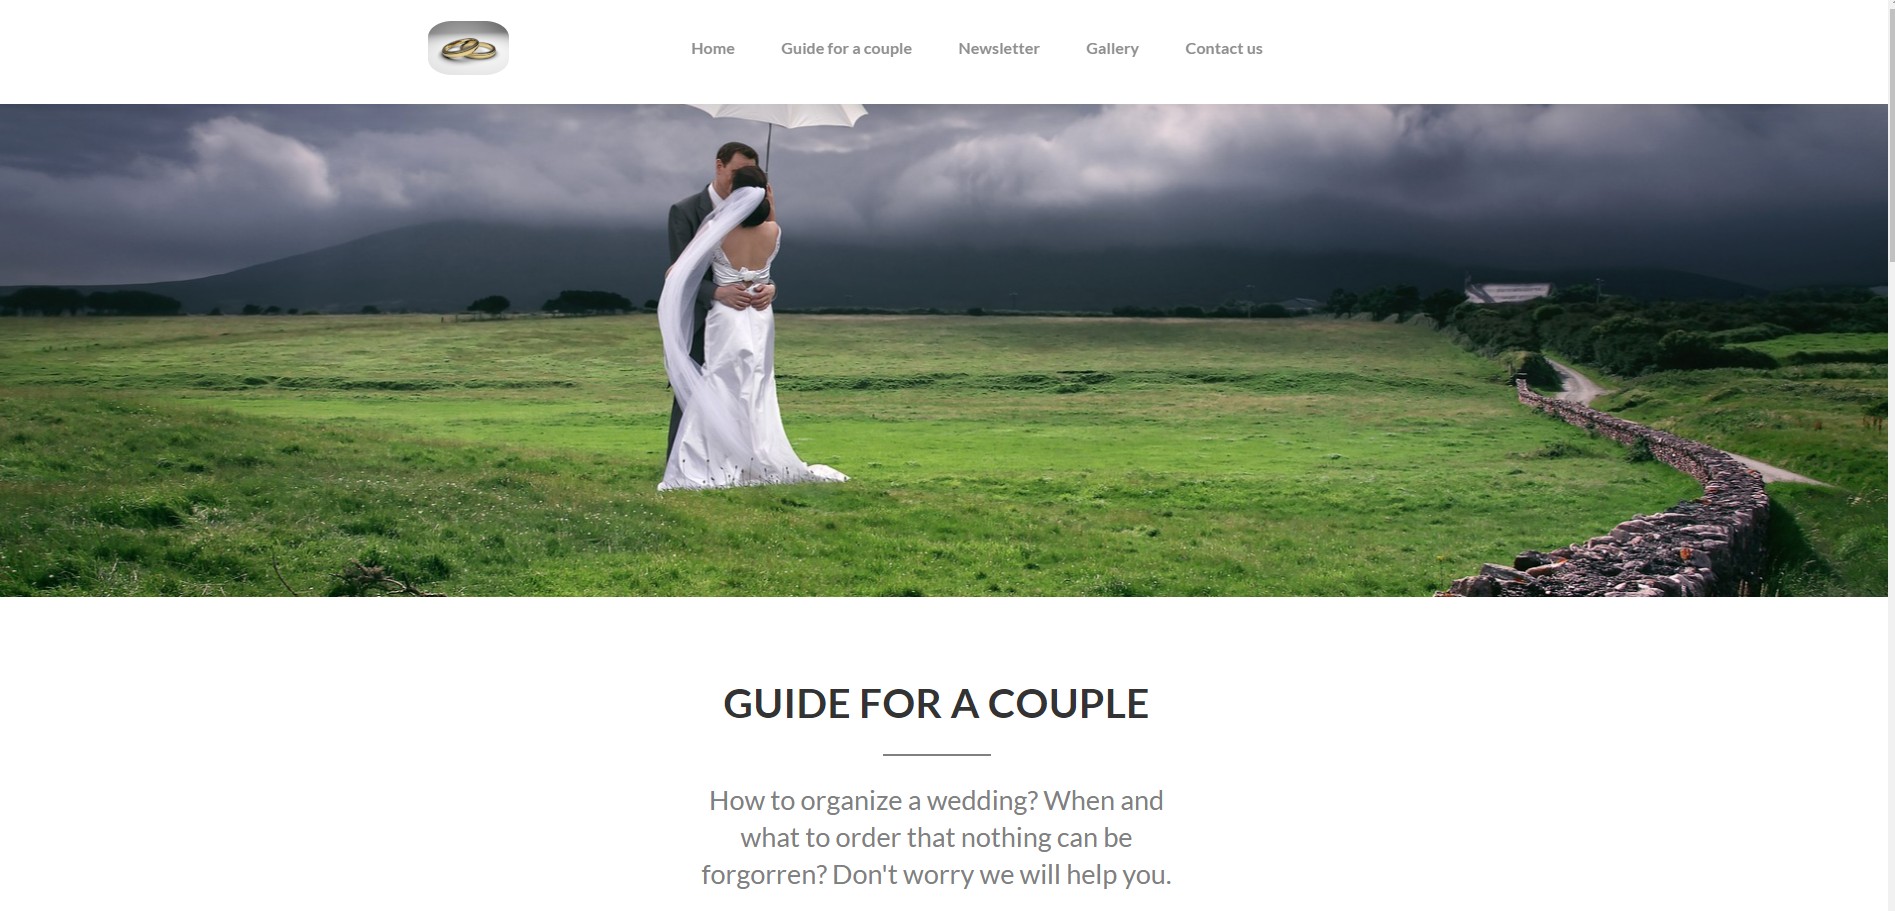 Home Guide for a couple Newsletter Gallery Contact us
GUIDE FOR A COUPLE
How to organize a wedding? When and
what to order that nothing can be
forgorren? Don't worry we will help you.